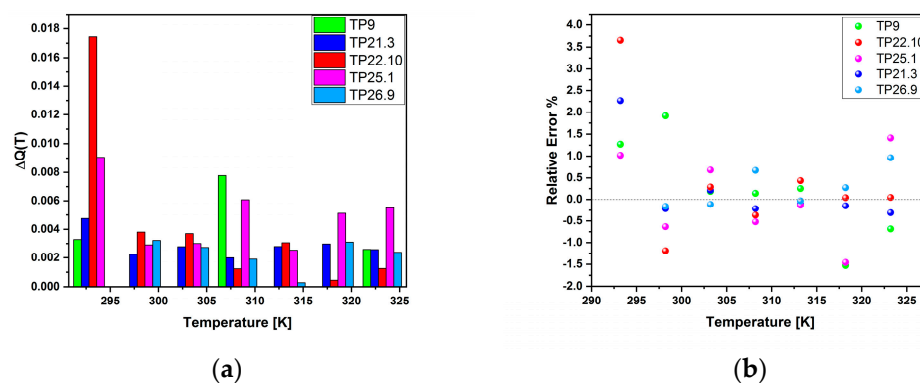 0.018
0.016
0.014
0.012
0.010
0.008
0.006
0.004
0.002
0.000
ΔQ(T)
TP9
TP21.3
TP22.10
TP25.1
TP26.9
295 300 305 310 315 320 325
Temperature [K]
(a)
4.0
3.5
3.0
2.5
2.0
1.5
1.0
0.5
0.0
-0.5
-1.0
-1.5
-2.0
Relative Error %
TP9
TP22.10
TP25.1
TP21.3
TP26.9
290 295 300 305 310 315 320 325
Temperature [K]
(b)